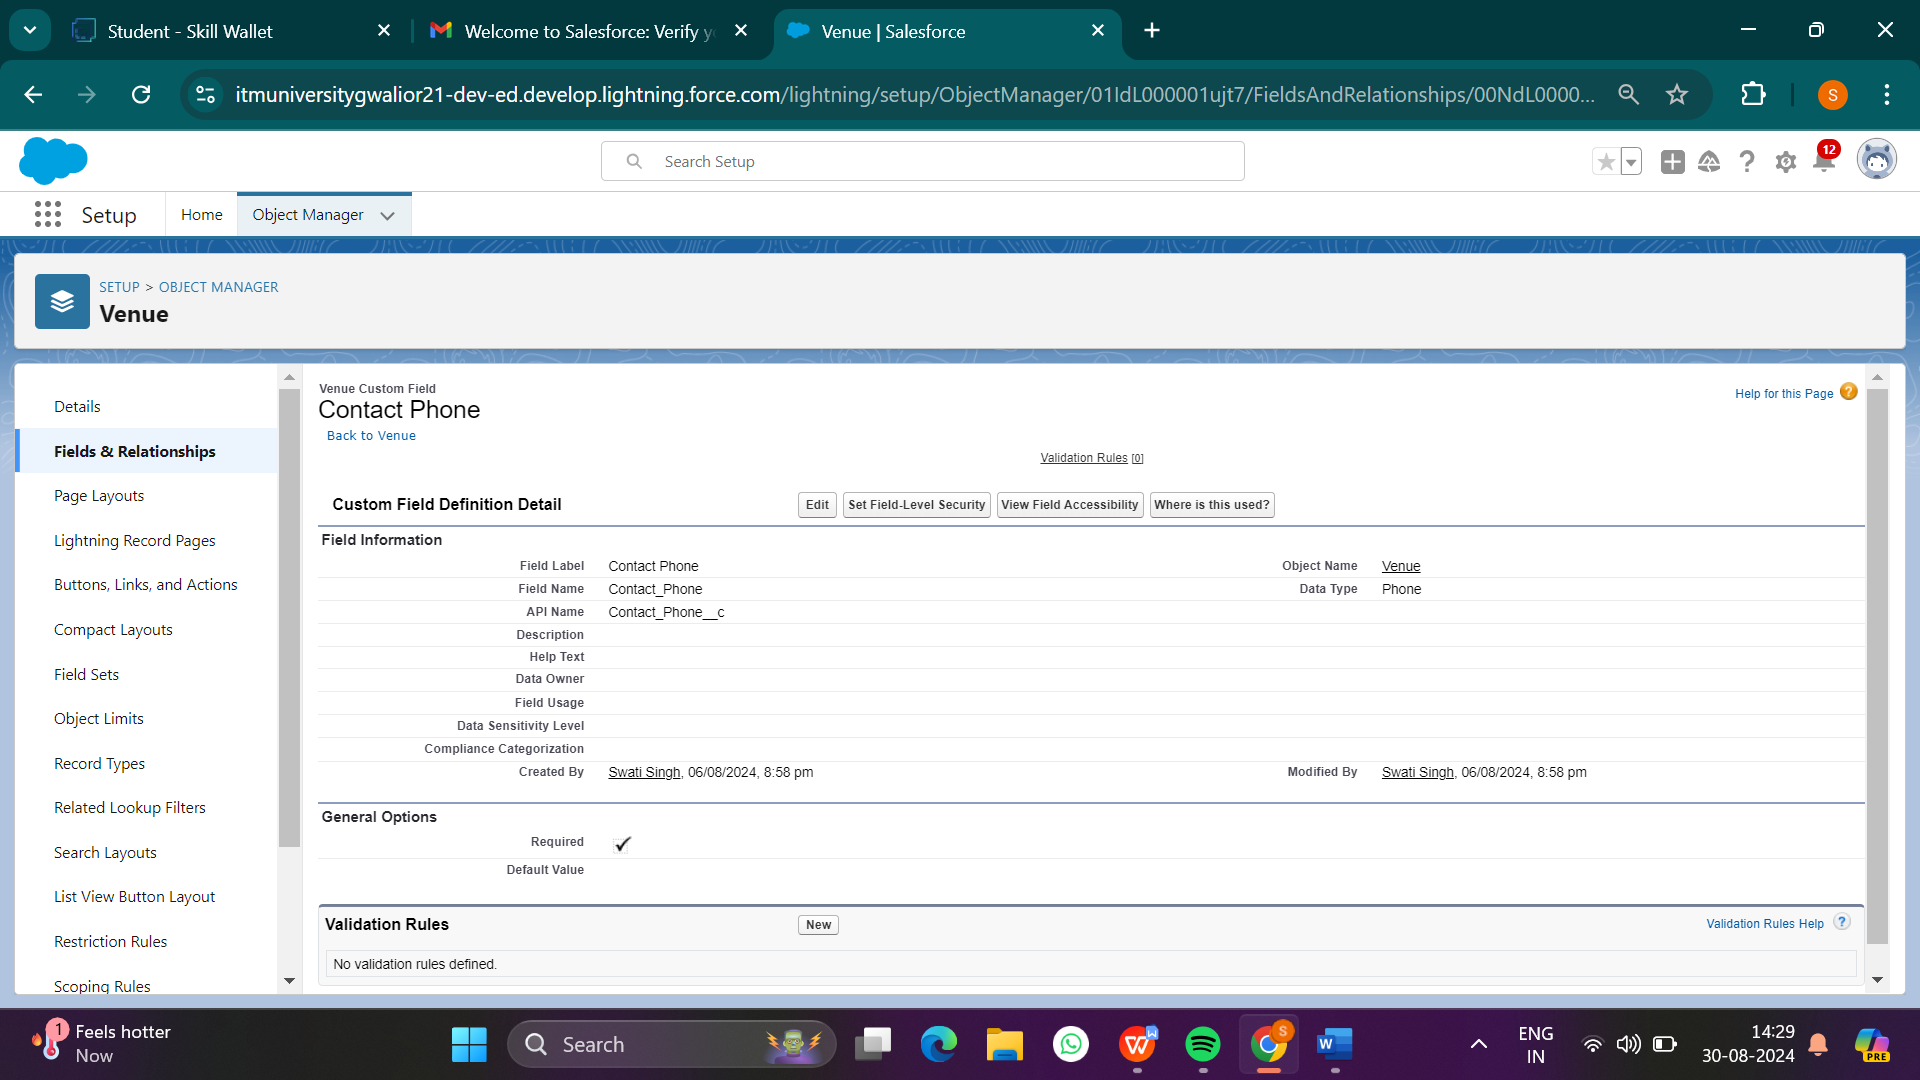 Student - Skill Wallet
Welcome to Salesforce: Verify yo
Venue | Salesforce
itmuniversitygwalior21-dev-ed.develop.lightning.force.com/lightning/setup/ObjectManager/01IdL000001ujt7/FieldsAndRelationships/00NdL0000...
S
Search Setup
12
Setup
Home
Object Manager
SETUP > OBJECT MANAGER
Venue
Details
Fields & Relationships
Page Layouts
Lightning Record Pages
Buttons, Links, and Actions
Compact Layouts
Field Sets
Object Limits
Record Types
Related Lookup Filters
Search Layouts
List View Button Layout
Restriction Rules
Scoping Rules
Venue Custom Field
Contact Phone
Back to Venue
Help for this Page ?
Validation Rules [0]
Custom Field Definition Detail
Edit
Set Field-Level Security
View Field Accessibility
Where is this used?
Field Information
Field Label Contact Phone Object Name Venue
Field Name Contact_Phone Data Type Phone
API Name Contact_Phone__c
Description
Help Text
Data Owner
Field Usage
Data Sensitivity Level
Compliance Categorization
Created By Swati Singh, 06/08/2024, 8:58 pm Modified By Swati Singh, 06/08/2024, 8:58 pm
General Options
Required
Default Value
Validation Rules
New
Validation Rules Help ?
No validation rules defined.
1
Feels hotter
Now
Search
W
W
S
W
ENG
IN
14:29
30-08-2024
PRE